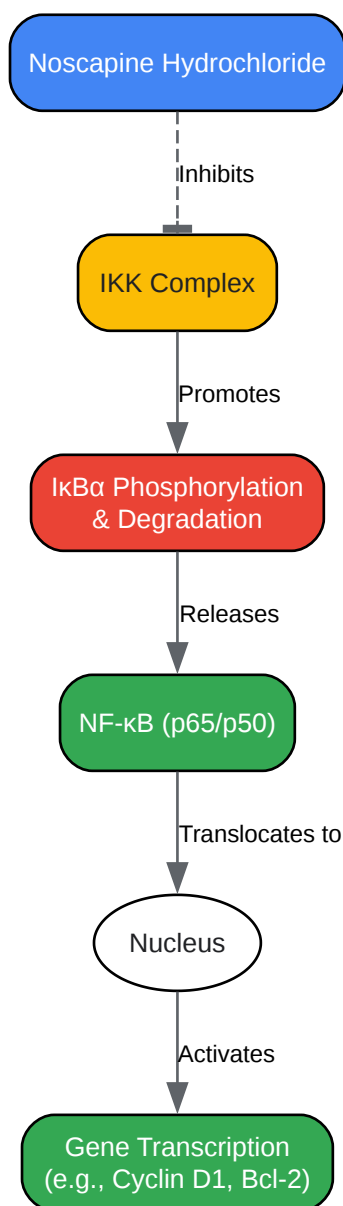 Noscapine Hydrochloride
Inhibits
IKK Complex
Promotes
IκBα Phosphorylation
& Degradation
Releases
NF-κB (p65/p50)
Translocates to
Nucleus
Activates
Gene Transcription
(e.g., Cyclin D1, Bcl-2)